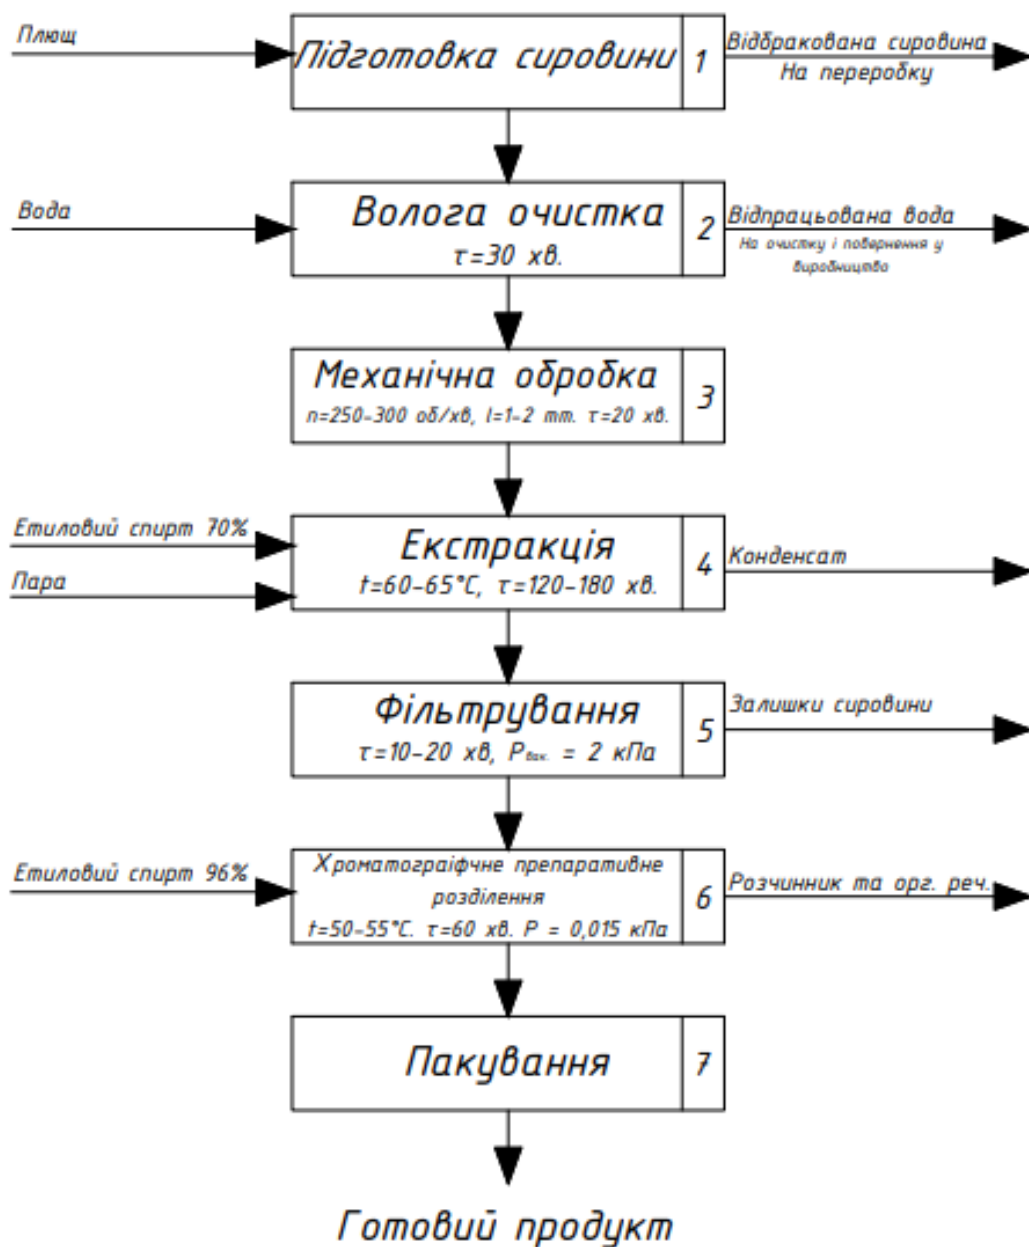 Плющ
Підготовка сировини
1
Відбракована сировина
На переробку
Вода
Волога очистка
τ=30 хв.
2
Відпрацьована вода
На очистку і повернення у
виробництво
Механічна обробка
n=250-300 об/хв, l=1-2 mm. τ=20 хв.
3
Етиловий спирт 70%
Пара
Екстракція
t=60-65°C, τ=120-180 хв.
4
Конденсат
Фільтрування
τ=10-20 хв, Pвак. = 2 кПа
5
Залишки сировини
Етиловий спирт 96%
Хроматограіфчне препаративне
розділення
t=50-55°C. τ=60 хв. P = 0,015 кПа
6
Розчинник та орг. реч.
Пакування
7
Готовий продукт